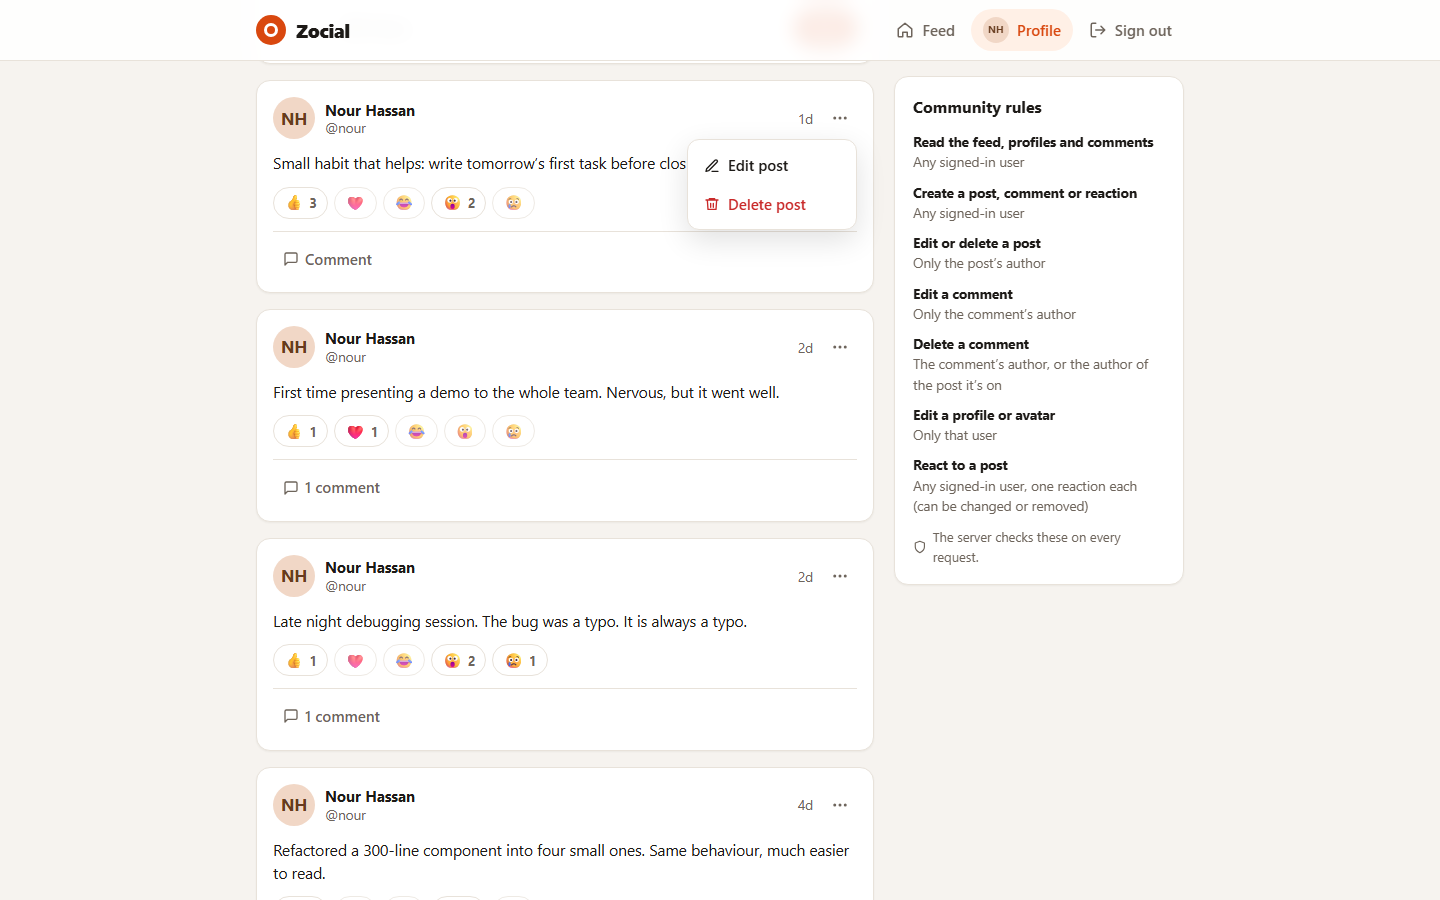 Zocial
Feed
NH
Profile
Sign out
NH
Nour Hassan
@nour
1d
Small habit that helps: write tomorrow’s first task before clos
Edit post
Delete post
3
2
Comment
NH
Nour Hassan
@nour
2d
First time presenting a demo to the whole team. Nervous, but it went well.
1
1
1 comment
NH
Nour Hassan
@nour
2d
Late night debugging session. The bug was a typo. It is always a typo.
1
2
1
1 comment
NH
Nour Hassan
@nour
4d
Refactored a 300-line component into four small ones. Same behaviour, much easier
to read.
Community rules
Read the feed, profiles and comments
Any signed-in user
Create a post, comment or reaction
Any signed-in user
Edit or delete a post
Only the post’s author
Edit a comment
Only the comment’s author
Delete a comment
The comment’s author, or the author of
the post it’s on
Edit a profile or avatar
Only that user
React to a post
Any signed-in user, one reaction each
(can be changed or removed)
The server checks these on every
request.